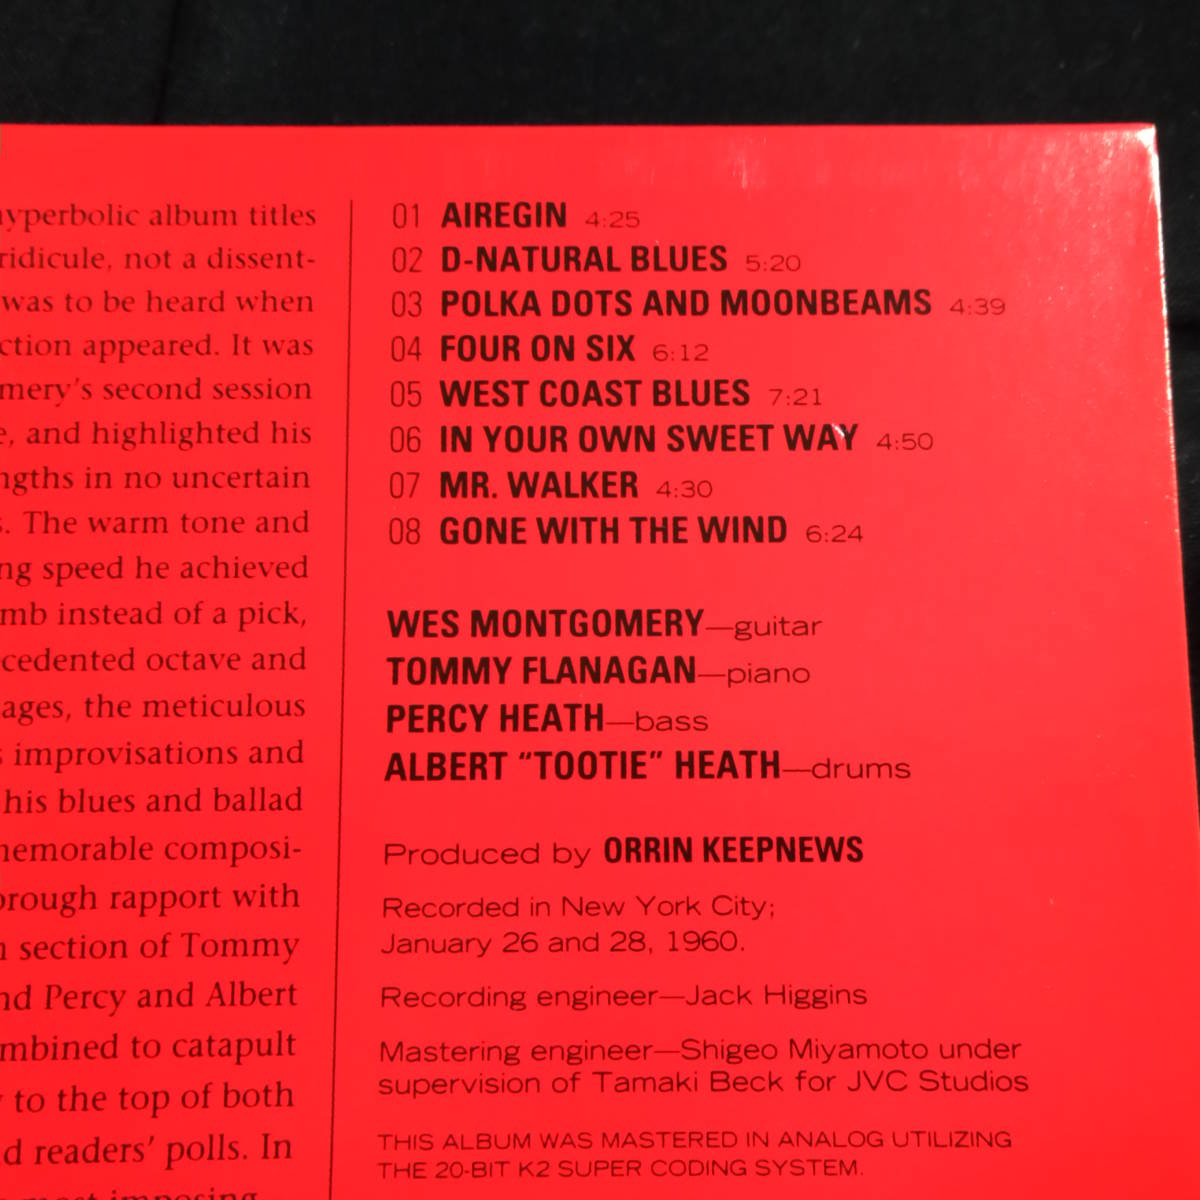 hyperbolic album titles
ridicule, not a dissent-
was to be heard when
ction appeared. It was
mery's second session
e, and highlighted his
ngths in no uncertain
s. The warm tone and
ng speed he achieved
mb instead of a pick,
cedented octave and
ages, the meticulous
s improvisations and
his blues and ballad
memorable composi-
orough rapport with
n section of Tommy
nd Percy and Albert
mbined to catapult
y to the top of both
d readers' polls. In
most imposing
01 AIREGIN 4:25
02 D-NATURAL BLUES 5:20
03 POLKA DOTS AND MOONBEAMS 4:39
04 FOUR ON SIX 6:12
05 WEST COAST BLUES 7:21
06 IN YOUR OWN SWEET WAY 4:50
07 MR. WALKER 4:30
08 GONE WITH THE WIND 6:24
WES MONTGOMERY—guitar
TOMMY FLANAGAN—piano
PERCY HEATH—bass
ALBERT "TOOTIE" HEATH—drums
Produced by ORRIN KEEPNEWS
Recorded in New York City;
January 26 and 28, 1960.
Recording engineer—Jack Higgins
Mastering engineer—Shigeo Miyamoto under
supervision of Tamaki Beck for JVC Studios
THIS ALBUM WAS MASTERED IN ANALOG UTILIZING
THE 20-BIT K2 SUPER CODING SYSTEM.